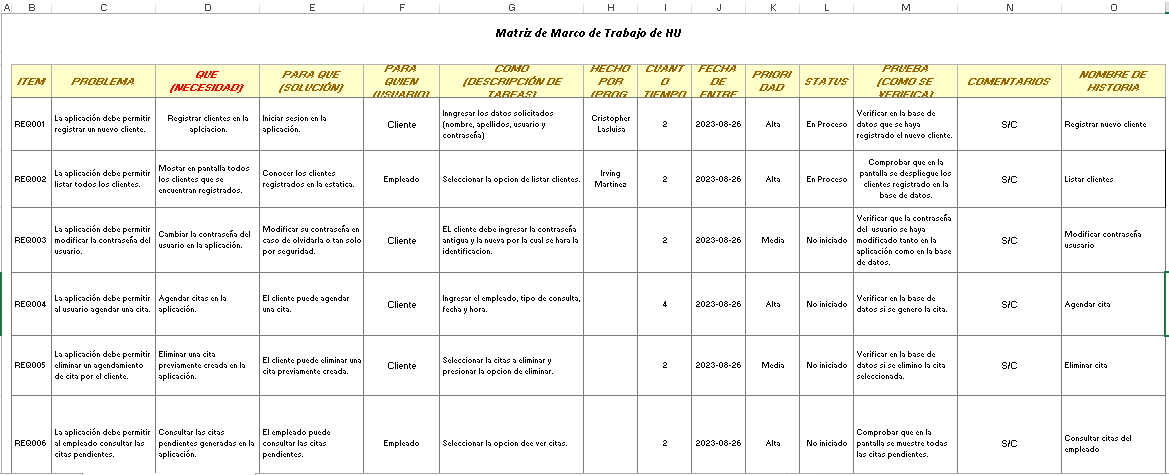 A B C D E F G H I J K L M N O
Matriz de Marco de Trabajo de HU
ITEM
PROBLEMA
QUE
(NECESIDAD)
PARA QUE
(SOLUCIÓN)
PARA
QUIEN
(USUARIO)
COMO
(DESCRIPCIÓN DE
TAREAS)
HECHO
POR
(PROG
CUANT
O
TIEMPO
FECHA
DE
ENTRE
PRIORI
DAD
STATUS
PRUEBA
(COMO SE
VERIFICA)
COMENTARIOS
NOMBRE DE
HISTORIA
REQ001
La aplicación debe permitir
registrar un nuevo cliente.
Registrar clientes en la
aplciacion.
Iniciar sesion en la
aplicación.
Cliente
Inngresar los datos solicitados
(nombre, apellidos, usuario y
contraseña)
Cristopher
Lasluisa
2
2023-08-26
Alta
En Proceso
Verificar en la base de
datos que se haya
registrado el nuevo cliente.
S/C
Registrar nuevo cliente
REQ002
La aplicación debe permitir
listar todos los clientes.
Mostar en pantalla todos
los clientes que se
encuentran registrados.
Conocer los clientes
registrados en la estatica.
Empleado
Seleccionar la opcion de listar clientes.
Irving
Martinez
2
2023-08-26
Alta
En Proceso
Comprobar que en la
pantalla se despliegue los
clientes registrado en la
base de datos.
S/C
Listar clientes
REQ003
La aplicación debe permitir
modificar la contraseña del
usuario.
Cambiar la contraseña del
usuario en la aplicación.
Modificar su contraseña en
caso de olvidarla o tan solo
por seguridad.
Cliente
EL cliente debe ingresar la contraseña
antigua y la nueva por la cual se hara la
identificacion.
2
2023-08-26
Media
No iniciado
Verificar que la contraseña
del usuario se haya
modificado tanto en la
aplicación como en la base
de datos.
S/C
Modificar contraseña
ususario
REQ004
La aplicación debe permitir
al usuario agendar una cita.
Agendar citas en la
aplicación.
El cliente puede agendar
una cita.
Cliente
Ingresar el empleado, tipo de consulta,
fecha y hora.
4
2023-08-26
Alta
No iniciado
Verificar en la base de
datos si se genero la cita.
S/C
Agendar cita
REQ005
La aplicación debe permitir
eliminar un agendamiento
de cita por el cliente.
Eliminar una cita
previamente creada en la
aplicación.
El cliente puede eliminar una
cita previamente creada.
Cliente
Seleccionar la citas a eliminar y
presionar la opcion de eliminar.
2
2023-08-26
Media
No iniciado
Verificar en la base de
datos si se elimino la cita
seleccionada.
S/C
Eliminar cita
REQ006
La aplicación debe permitir
al empleado consultar las
citas pendientes.
Consultar las citas
pendientes generadas en la
aplicación.
El empleado puede
consultar las citas
pendientes.
Empleado
Seleccionar la opcion dee ver citas.
2
2023-08-26
Alta
No iniciado
Comprobar que en la
pantalla se muestre todas
las citas pendientes.
S/C
Consultar citas del
empleado